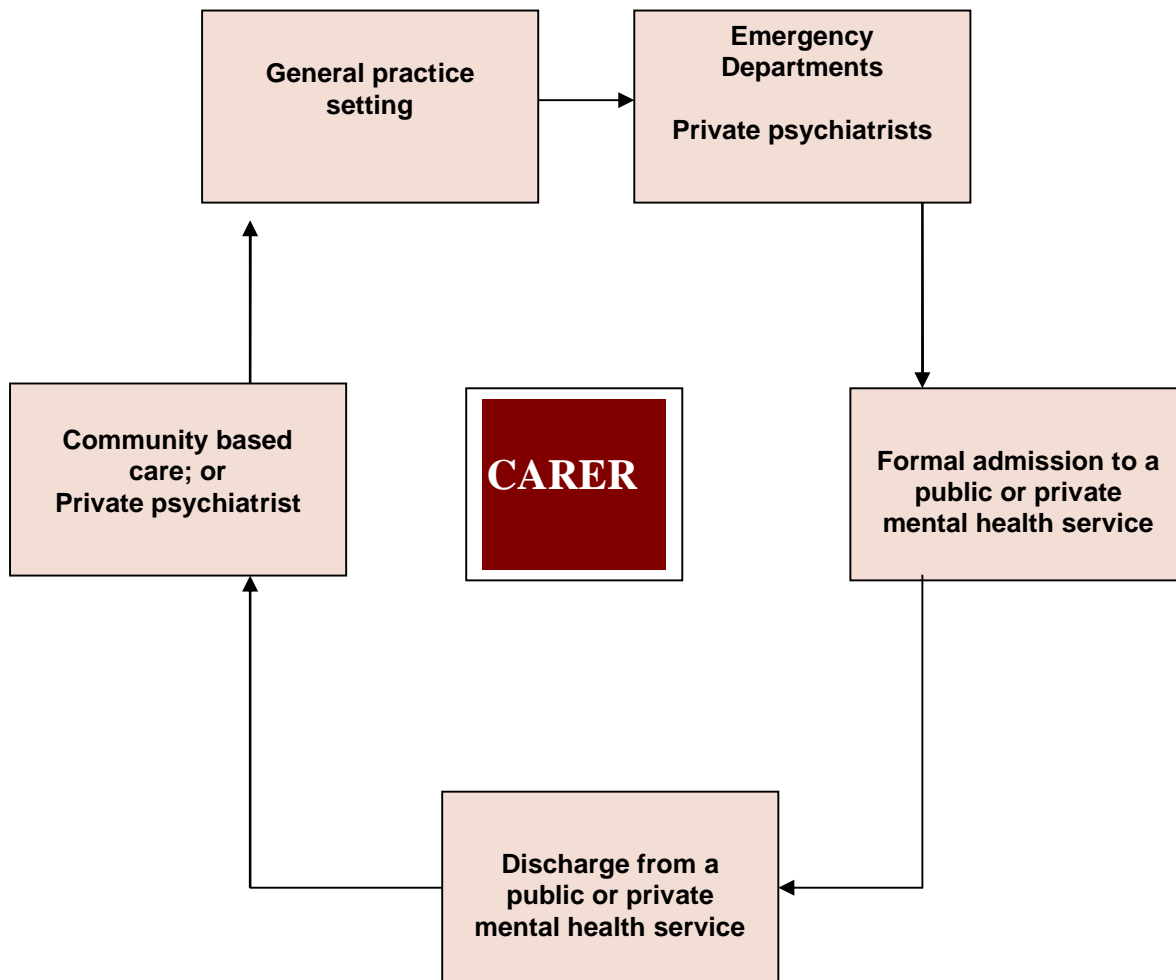 General practice
setting
Emergency
Departments
Private psychiatrists
Community based
care; or
Private psychiatrist
CARER
Formal admission to a
public or private
mental health service
Discharge from a
public or private
mental health service